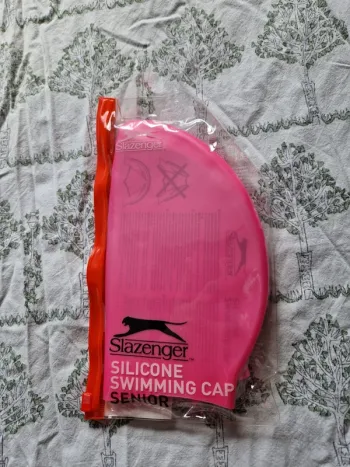 Slazenger
Slazenger
SILICONE
SWIMMING CAP
SENIOR